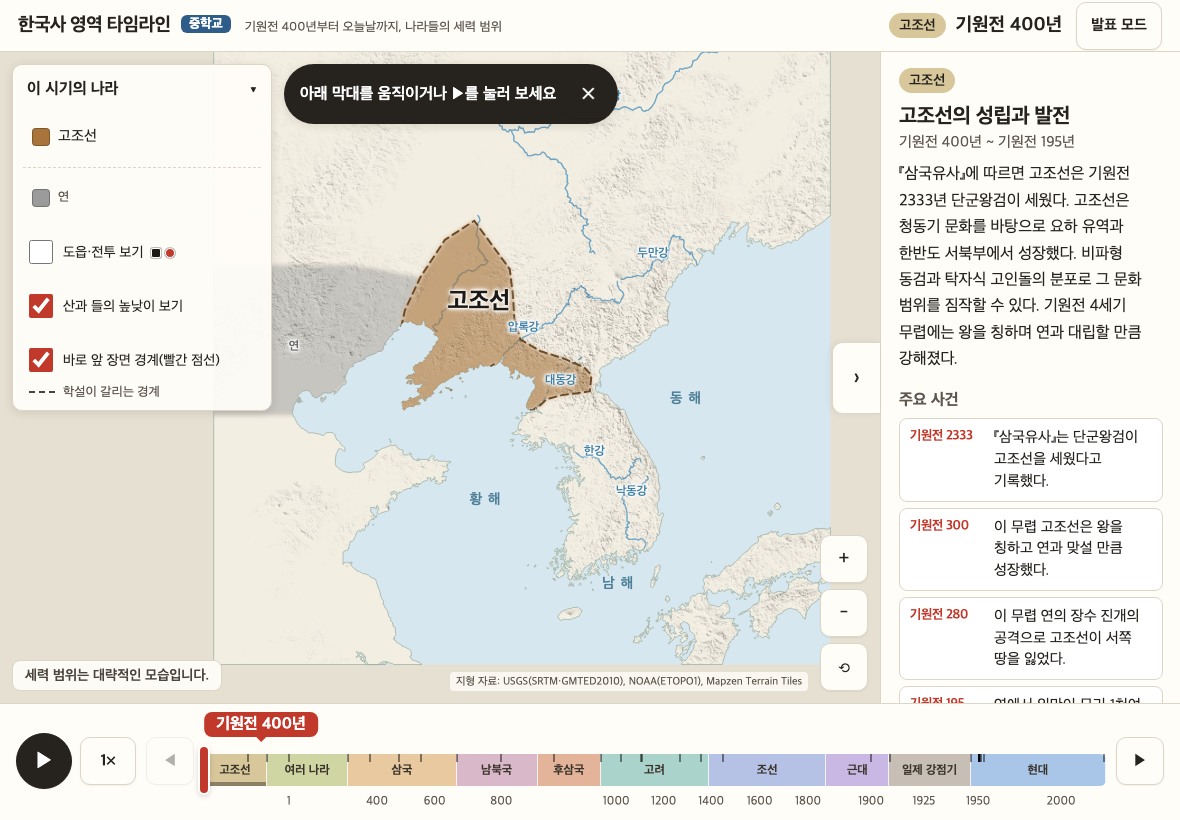 한국사 영역 타임라인 중학교 기원전 400년부터 오늘날까지, 나라들의 세력 범위
고조선 기원전 400년 발표 모드
이 시기의 나라 ▾
고조선
연
도읍·전투 보기
산과 들의 높낮이 보기
바로 앞 장면 경계(빨간 점선)
학설이 갈리는 경계
아래 막대를 움직이거나 ▶를 눌러 보세요 ✕
두만강
고조선
압록강
연
대동강
동 해
한강
낙동강
황 해
남 해
›
+
−
⟲
세력 범위는 대략적인 모습입니다.
지형 자료: USGS(SRTM·GMTED2010), NOAA(ETOPO1), Mapzen Terrain Tiles
고조선
고조선의 성립과 발전
기원전 400년 ~ 기원전 195년
『삼국유사』에 따르면 고조선은 기원전
2333년 단군왕검이 세웠다. 고조선은
청동기 문화를 바탕으로 요하 유역과
한반도 서북부에서 성장했다. 비파형
동검과 탁자식 고인돌의 분포로 그 문화
범위를 짐작할 수 있다. 기원전 4세기
무렵에는 왕을 칭하며 연과 대립할 만큼
강해졌다.
주요 사건
기원전 2333 『삼국유사』는 단군왕검이
고조선을 세웠다고
기록했다.
기원전 300 이 무렵 고조선은 왕을
칭하고 연과 맞설 만큼
성장했다.
기원전 280 이 무렵 연의 장수 진개의
공격으로 고조선이 서쪽
땅을 잃었다.
기원전 195
기원전 400년
▶ 1× ◀
고조선 여러 나라 삼국 남북국 후삼국 고려 조선 근대 일제 강점기 현대
▶
1 400 600 800 1000 1200 1400 1600 1800 1900 1925 1950 2000